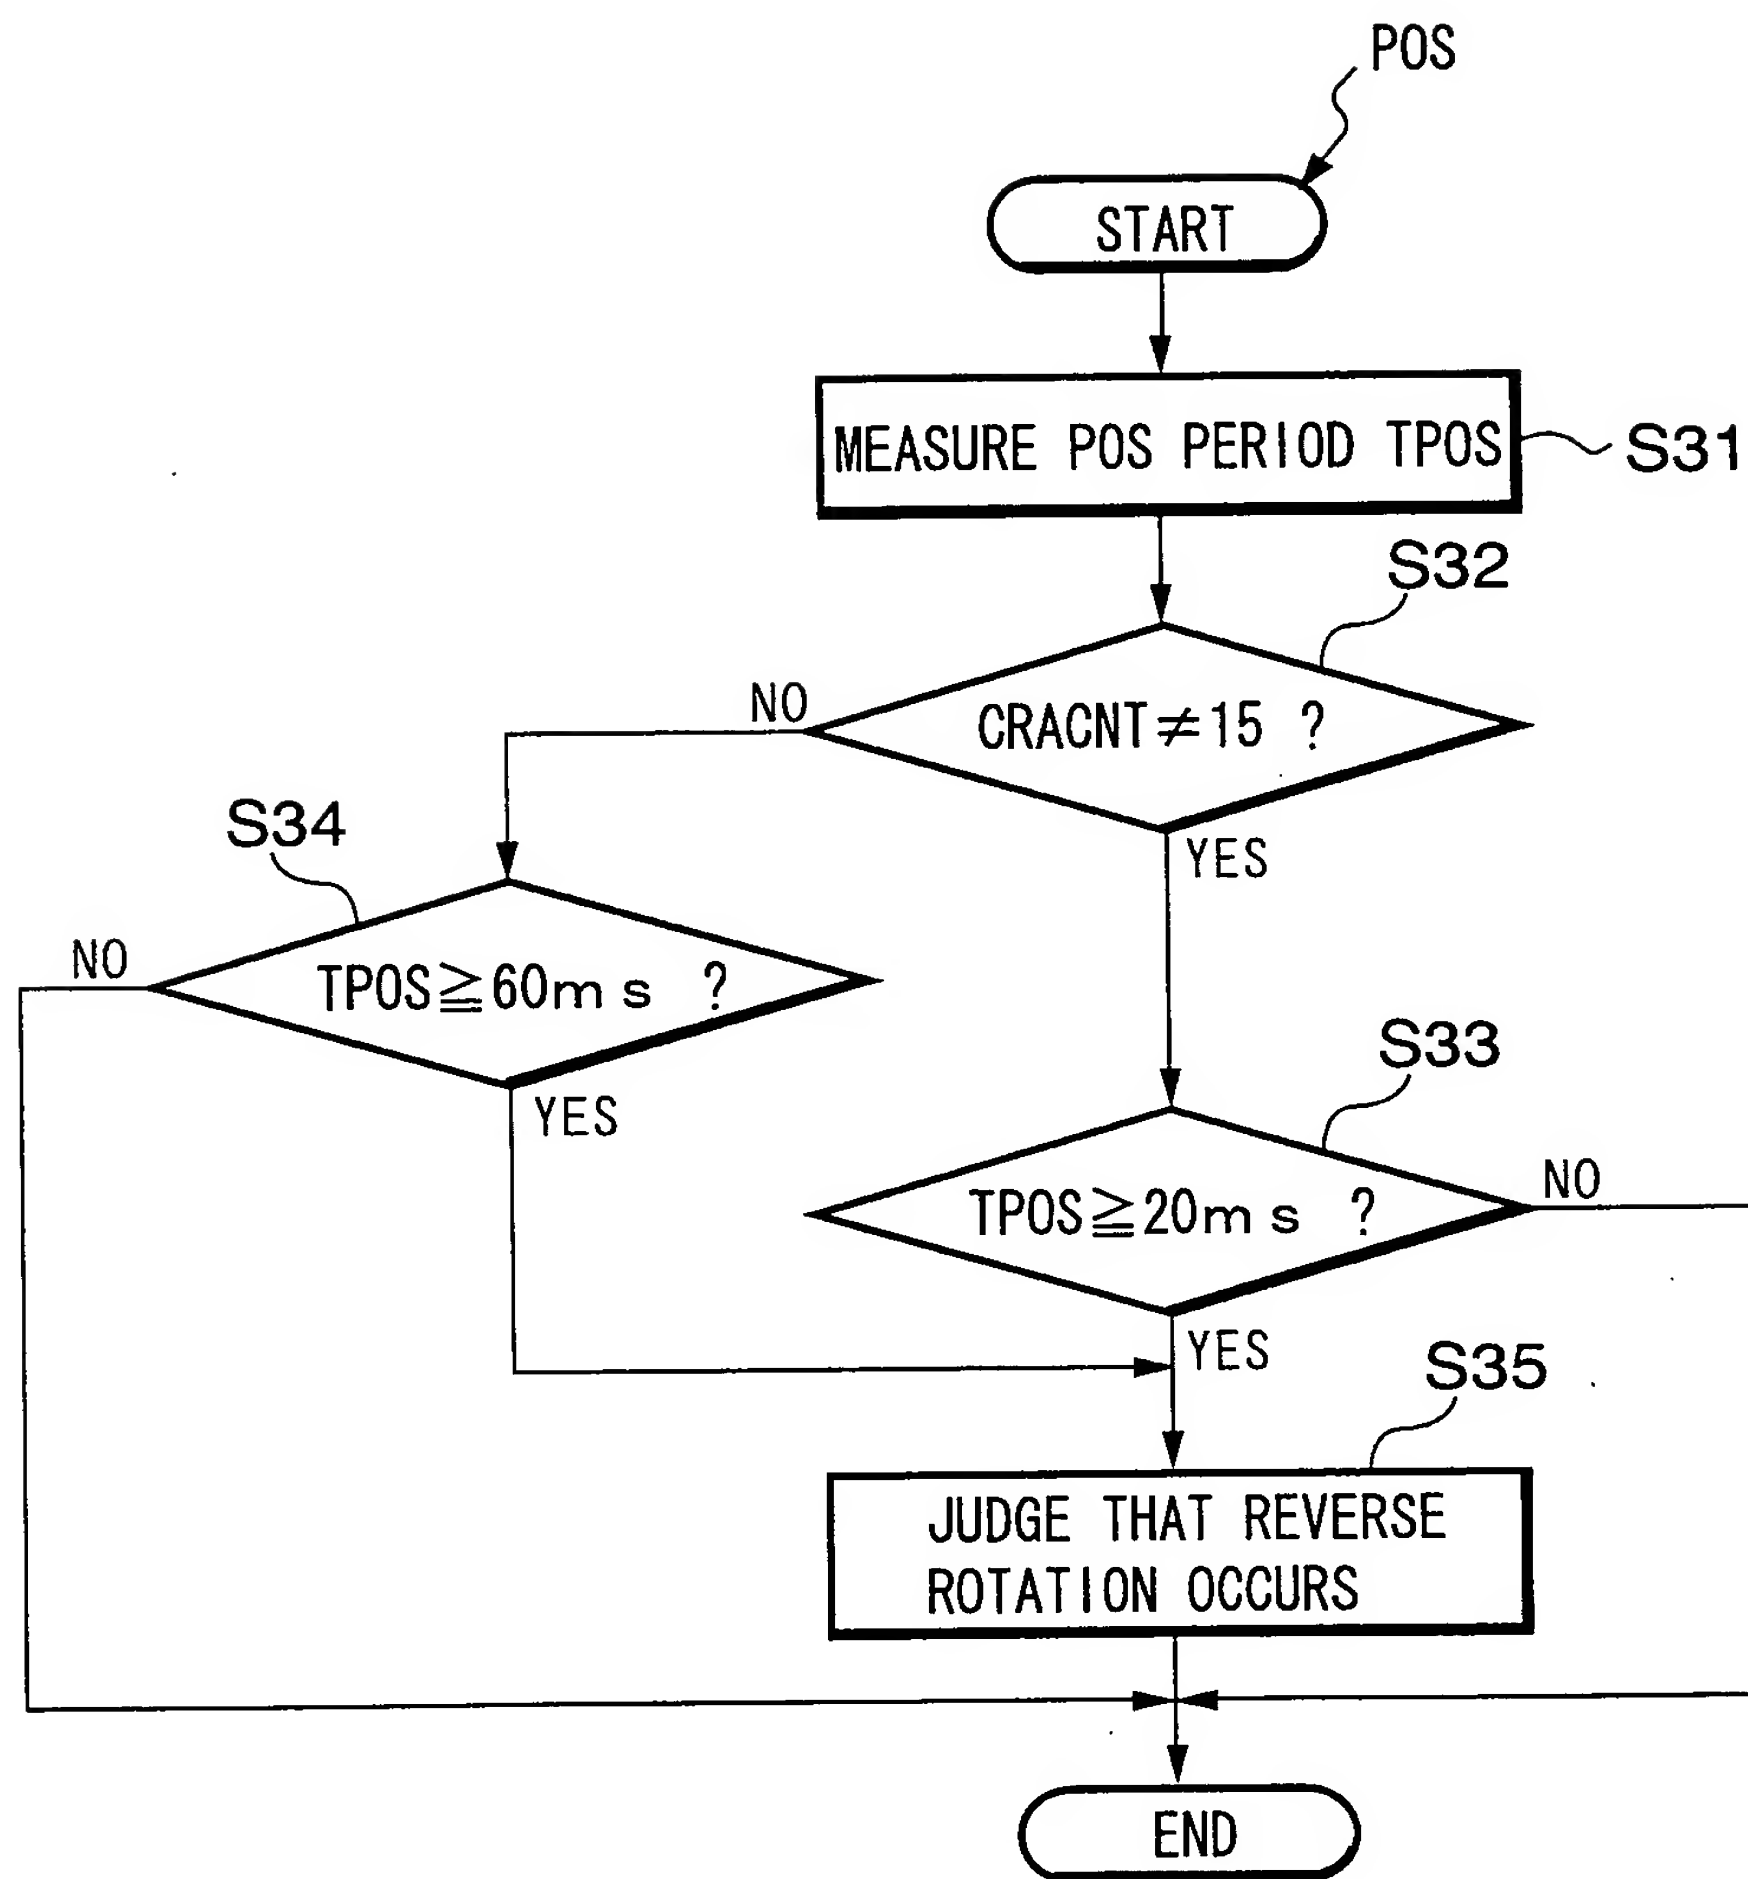 POS
START
MEASURE POS PERIOD TPOS
S31
S32
CRACNT≠15 ?
NO
YES
S34
TPOS≧60ms ?
NO
YES
S33
TPOS≧20ms ?
NO
YES
S35
JUDGE THAT REVERSE
ROTATION OCCURS
END